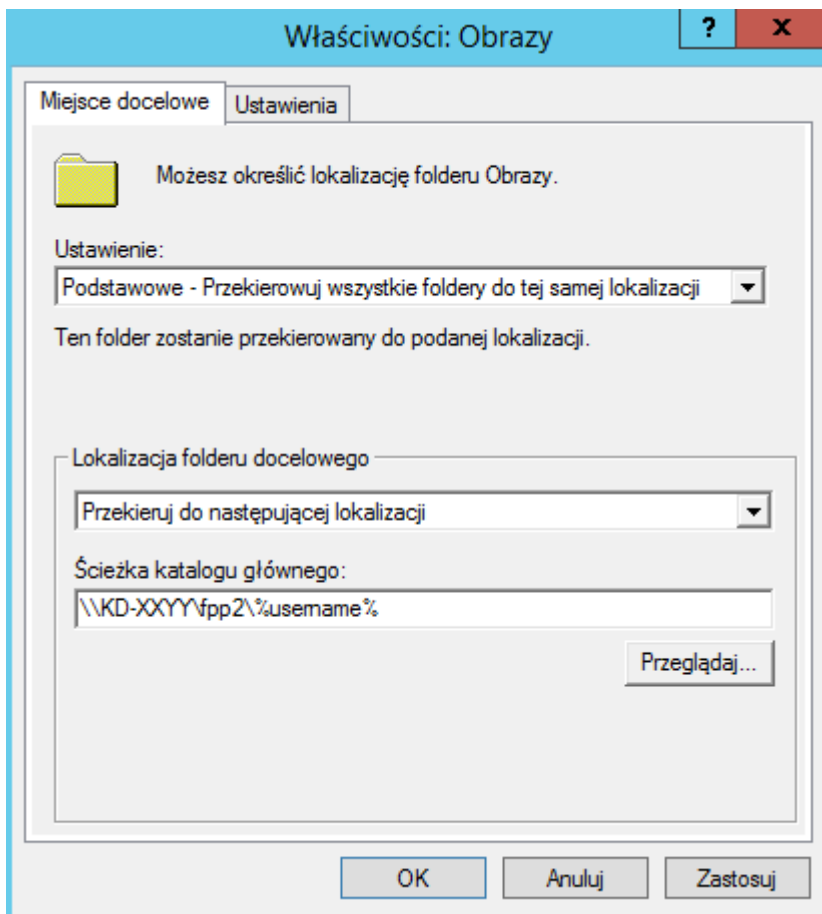 Właściwości: Obrazy
?
x
Miejsce docelowe
Ustawienia
Możesz określić lokalizację folderu Obrazy.
Ustawienie:
Podstawowe - Przekierowuj wszystkie foldery do tej samej lokalizacji
Ten folder zostanie przekierowany do podanej lokalizacji.
Lokalizacja folderu docelowego
Przekieruj do następującej lokalizacji
Ścieżka katalogu głównego:
\\KD-XXYY\fpp2\%username%
Przeglądaj...
OK
Anuluj
Zastosuj